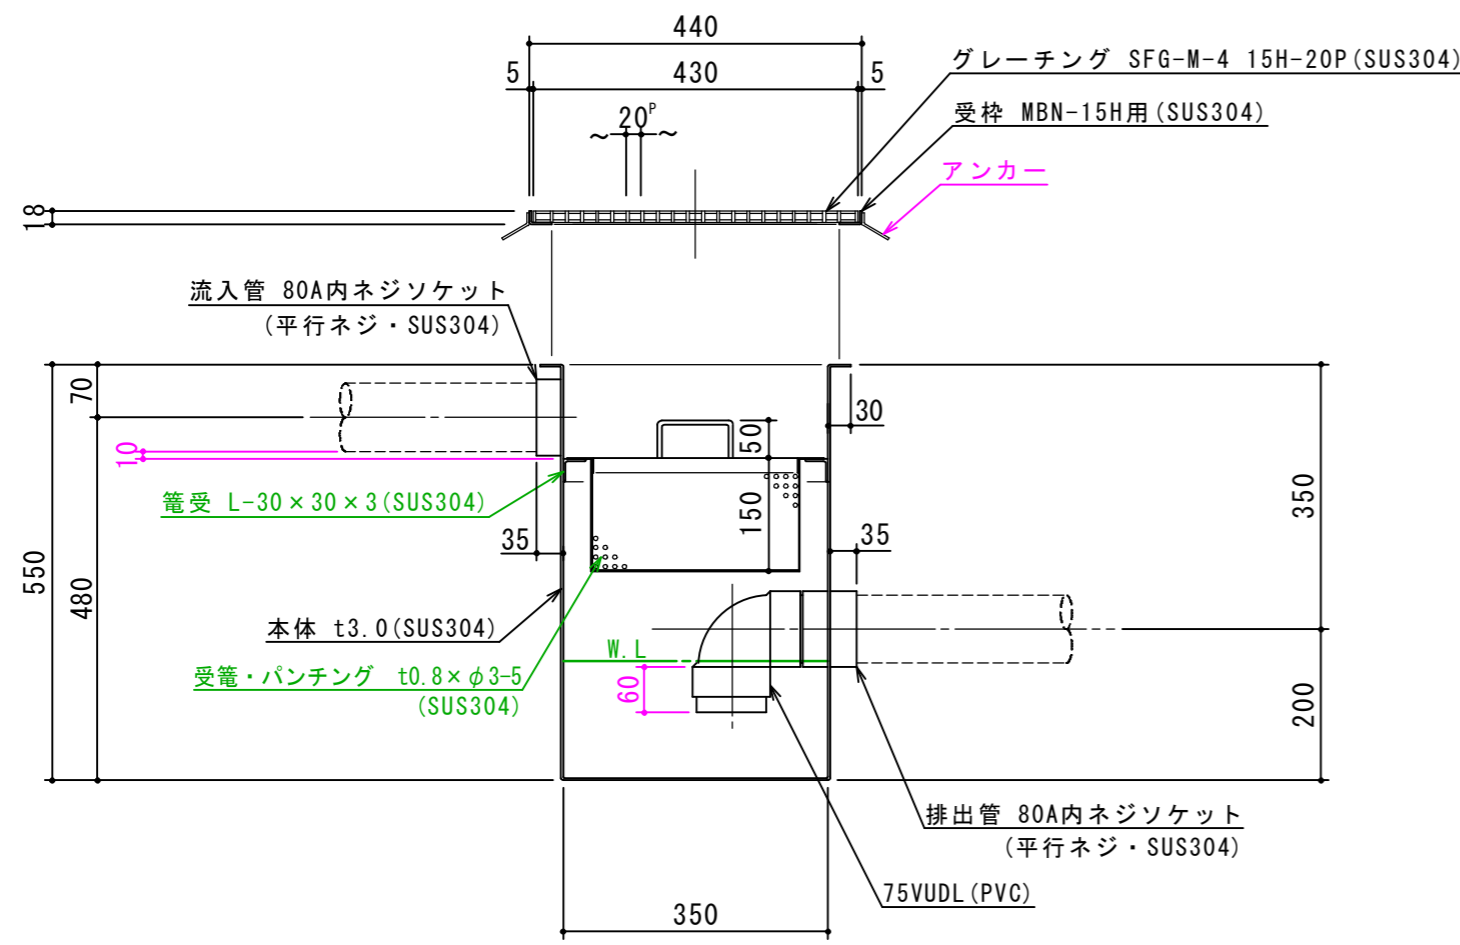 440
5
430
5
グレーチング SFG-M-4 15H-20P(SUS304)
受枠 MBN-15H用(SUS304)
~20P~
アンカー
18
流入管 80A内ネジソケット
(平行ネジ・SUS304)
70
30
50
10
篭受 L-30×30×3(SUS304)
150
350
35
35
550
480
本体 t3.0(SUS304)
W.L
受篭・パンチング t0.8×φ3-5
(SUS304)
60
200
排出管 80A内ネジソケット
(平行ネジ・SUS304)
75VUDL(PVC)
350